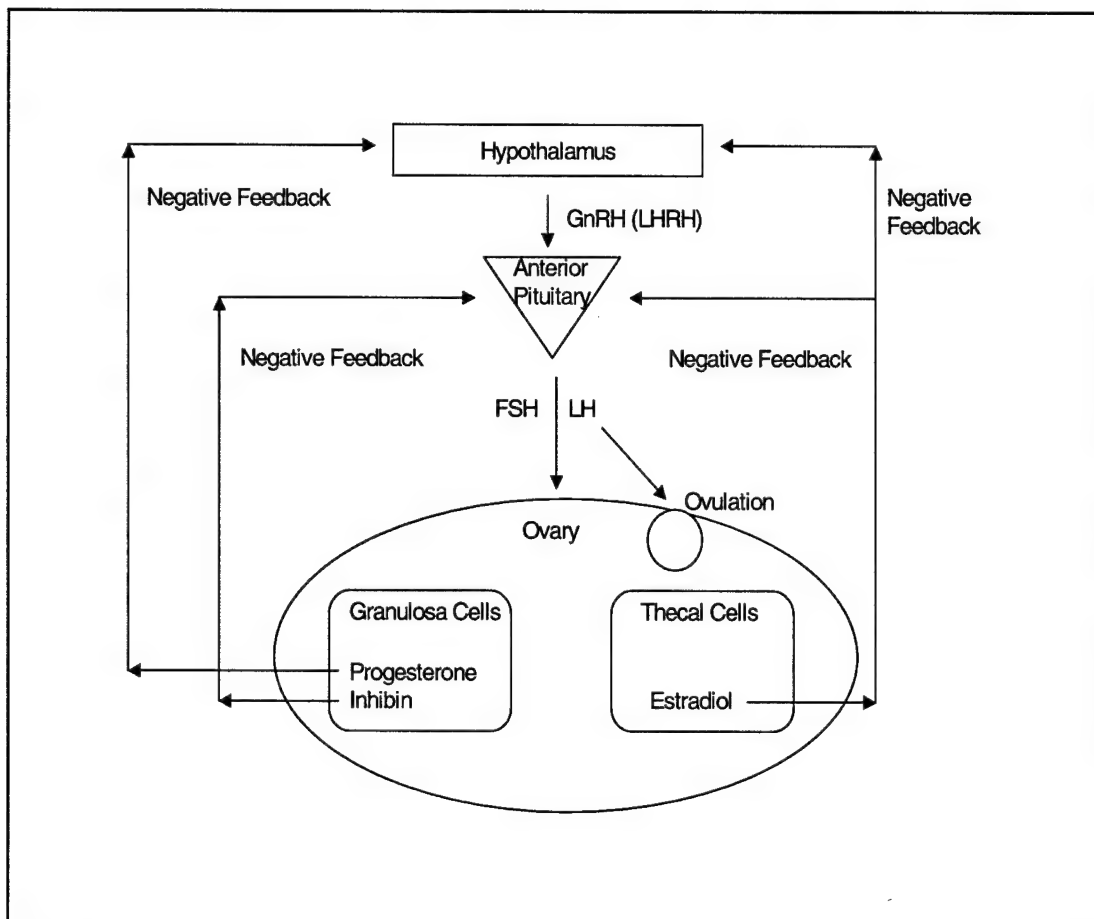 Hypothalamus
Negative Feedback
Negative
Feedback
GnRH (LHRH)
Anterior
Pituitary
Negative Feedback
Negative Feedback
FSH
LH
Ovulation
Ovary
Granulosa Cells
Thecal Cells
Progesterone
Inhibin
Estradiol